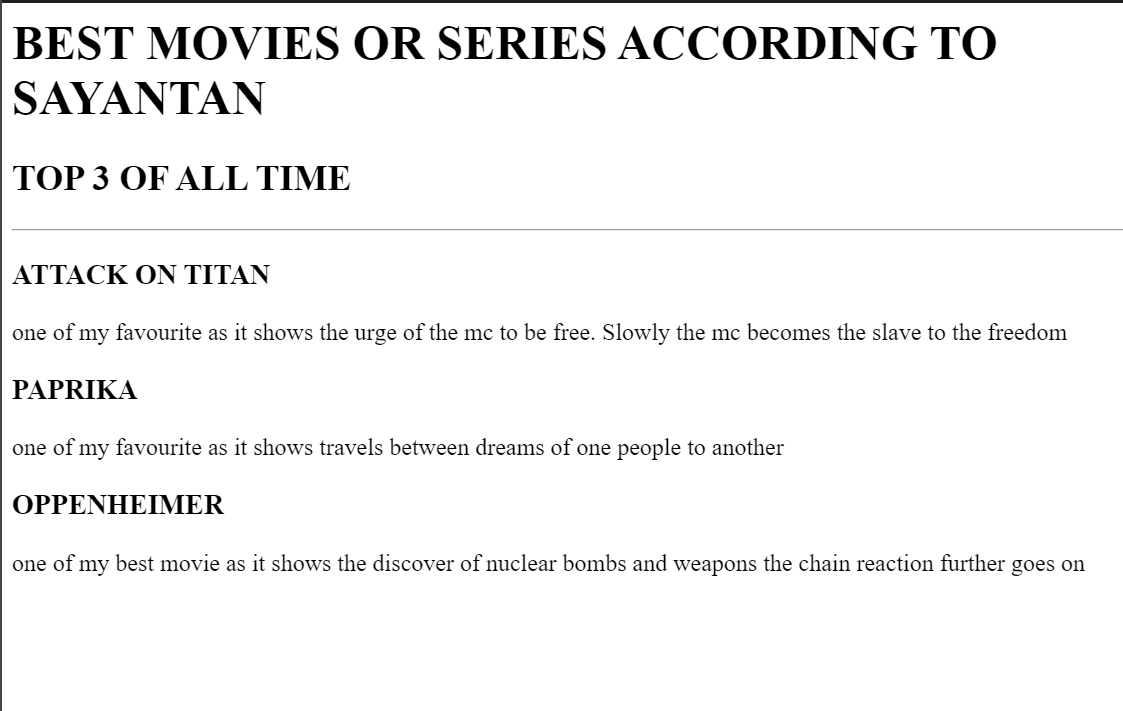 BEST MOVIES OR SERIES ACCORDING TO
SAYANTAN
TOP 3 OF ALL TIME
ATTACK ON TITAN
one of my favourite as it shows the urge of the mc to be free. Slowly the mc becomes the slave to the freedom
PAPRIKA
one of my favourite as it shows travels between dreams of one people to another
OPPENHEIMER
one of my best movie as it shows the discover of nuclear bombs and weapons the chain reaction further goes on